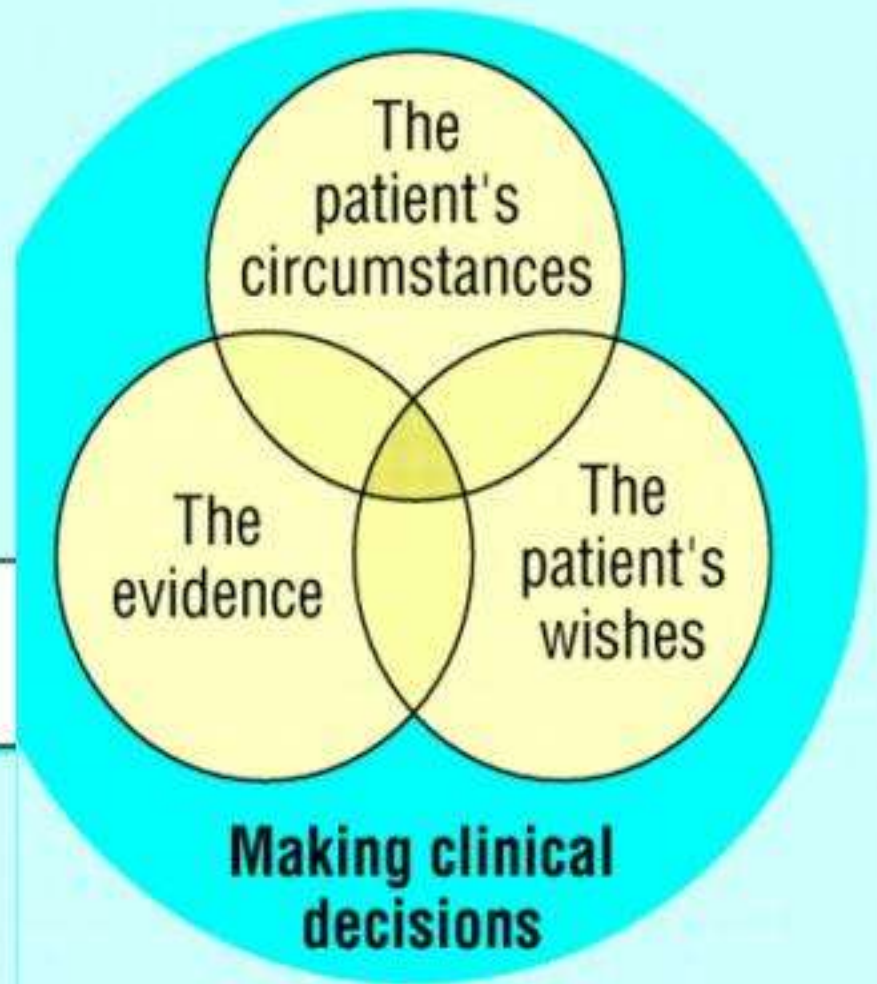 The
patient's
circumstances
The
evidence
The
patient's
wishes
Making clinical
decisions